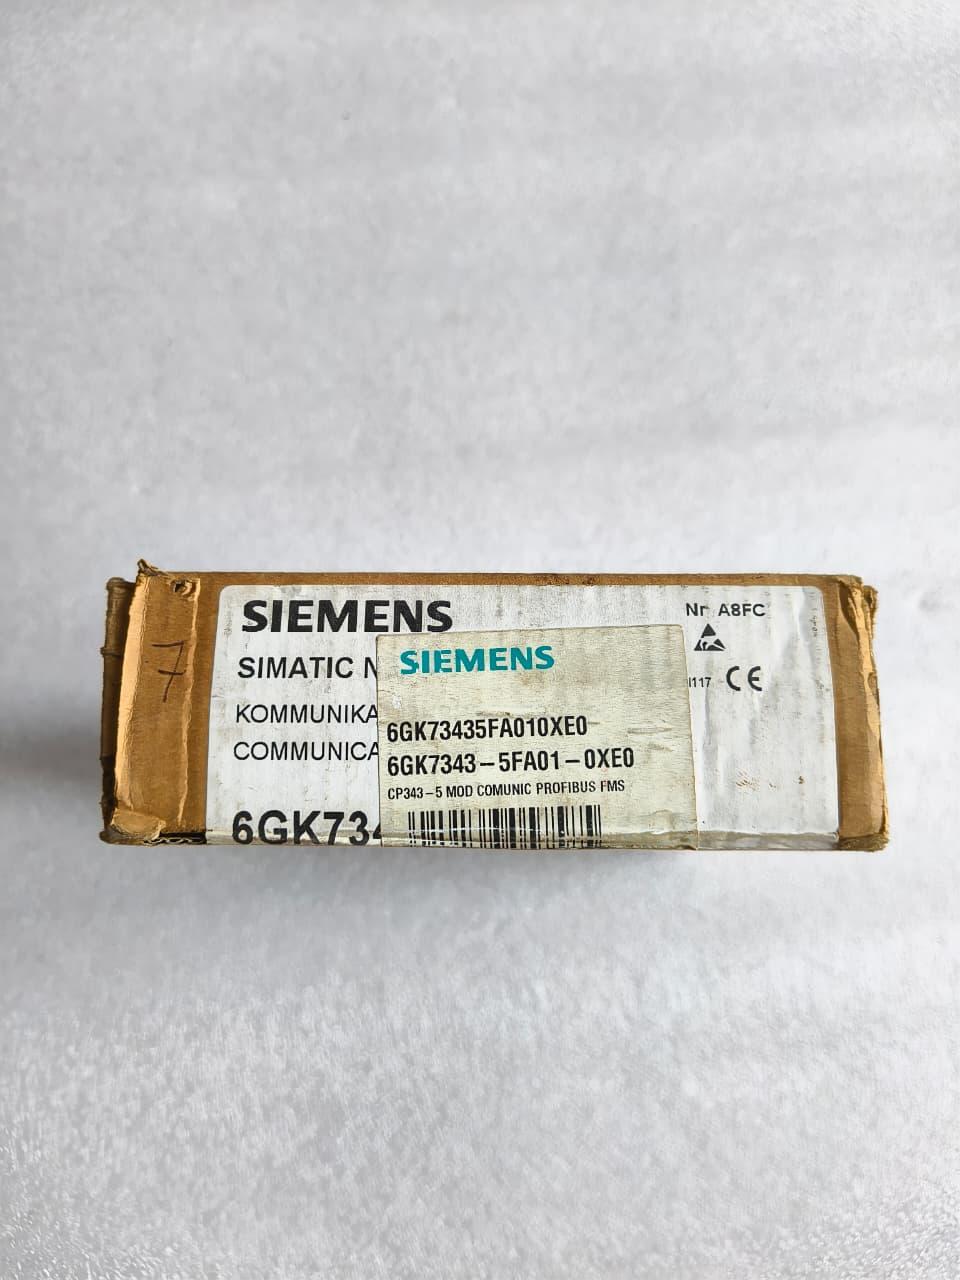 7
SIEMENS
SIMATIC N
KOMMUNIKA
COMMUNICA
6GK734
Nr A8FC
I117 CE
SIEMENS
6GK73435FA010XE0
6GK7343-5FA01-0XE0
CP343-5 MOD COMUNIC PROFIBUS FMS